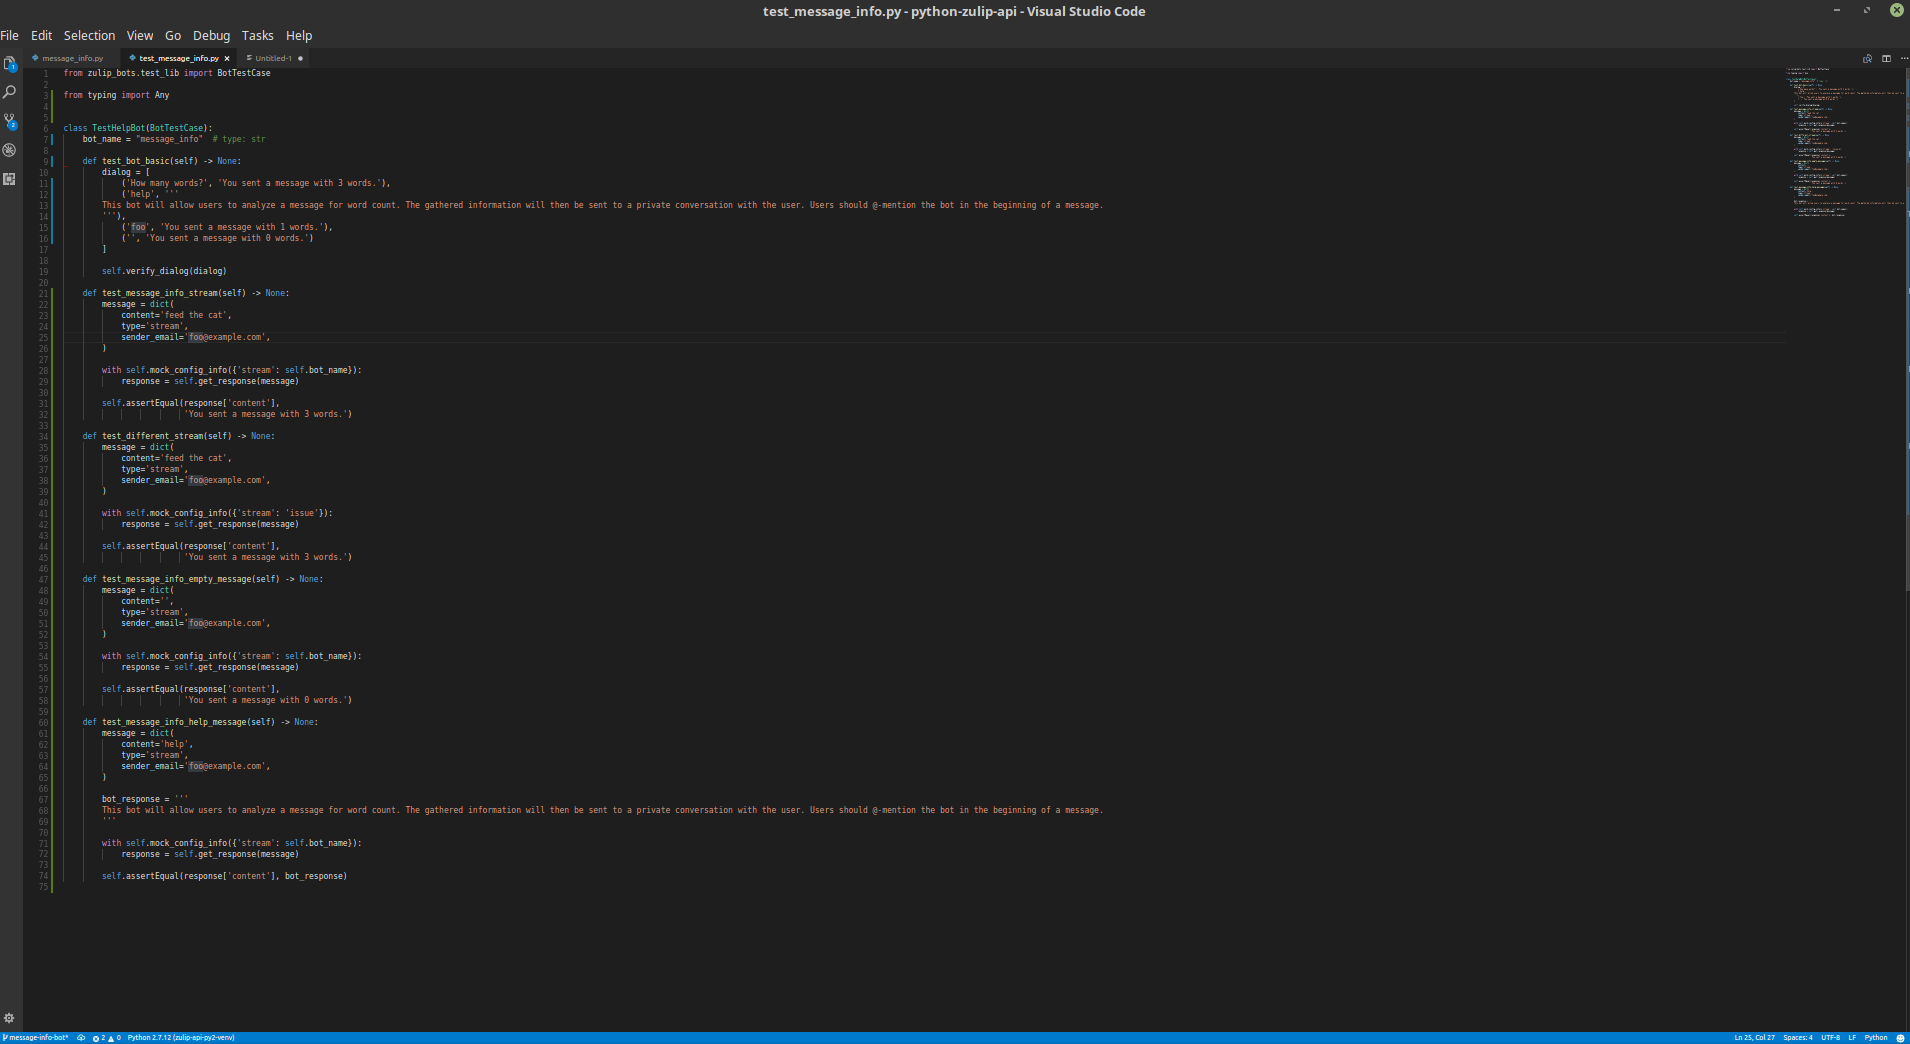 test_message_info.py - python-zulip-api - Visual Studio Code
File Edit Selection View Go Debug Tasks Help
message_info.py test_message_info.py × Untitled-1 ●
1 from zulip_bots.test_lib import BotTestCase
2
3 from typing import Any
4
5
6 class TestHelpBot(BotTestCase):
7     bot_name = "message_info"  # type: str
8
9     def test_bot_basic(self) -> None:
10         dialog = [
11             ('How many words?', 'You sent a message with 3 words.'),
12             ('help', '''
13         This bot will allow users to analyze a message for word count. The gathered information will then be sent to a private conversation with the user. Users should @-mention the bot in the beginning of a message.
14         '''),
15             ('foo', 'You sent a message with 1 words.'),
16             ('', 'You sent a message with 0 words.')
17         ]
18
19         self.verify_dialog(dialog)
20
21     def test_message_info_stream(self) -> None:
22         message = dict(
23             content='feed the cat',
24             type='stream',
25             sender_email='foo@example.com',
26         )
27
28         with self.mock_config_info({'stream': self.bot_name}):
29             response = self.get_response(message)
30
31         self.assertEqual(response['content'],
32                          'You sent a message with 3 words.')
33
34     def test_different_stream(self) -> None:
35         message = dict(
36             content='feed the cat',
37             type='stream',
38             sender_email='foo@example.com',
39         )
40
41         with self.mock_config_info({'stream': 'issue'}):
42             response = self.get_response(message)
43
44         self.assertEqual(response['content'],
45                          'You sent a message with 3 words.')
46
47     def test_message_info_empty_message(self) -> None:
48         message = dict(
49             content='',
50             type='stream',
51             sender_email='foo@example.com',
52         )
53
54         with self.mock_config_info({'stream': self.bot_name}):
55             response = self.get_response(message)
56
57         self.assertEqual(response['content'],
58                          'You sent a message with 0 words.')
59
60     def test_message_info_help_message(self) -> None:
61         message = dict(
62             content='help',
63             type='stream',
64             sender_email='foo@example.com',
65         )
66
67         bot_response = '''
68         This bot will allow users to analyze a message for word count. The gathered information will then be sent to a private conversation with the user. Users should @-mention the bot in the beginning of a message.
69         '''
70
71         with self.mock_config_info({'stream': self.bot_name}):
72             response = self.get_response(message)
73
74         self.assertEqual(response['content'], bot_response)
75
message-info-bot* 2 0 Python 2.7.12 (zulip-api-py2-venv) Ln 25, Col 27 Spaces: 4 UTF-8 LF Python